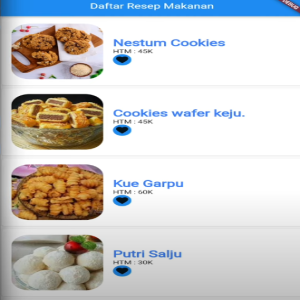 Daftar Resep Makanan
Nestum Cookies
HTM : 45K
Cookies wafer keju.
HTM : 45K
Kue Garpu
HTM : 60K
Putri Salju
HTM : 30K